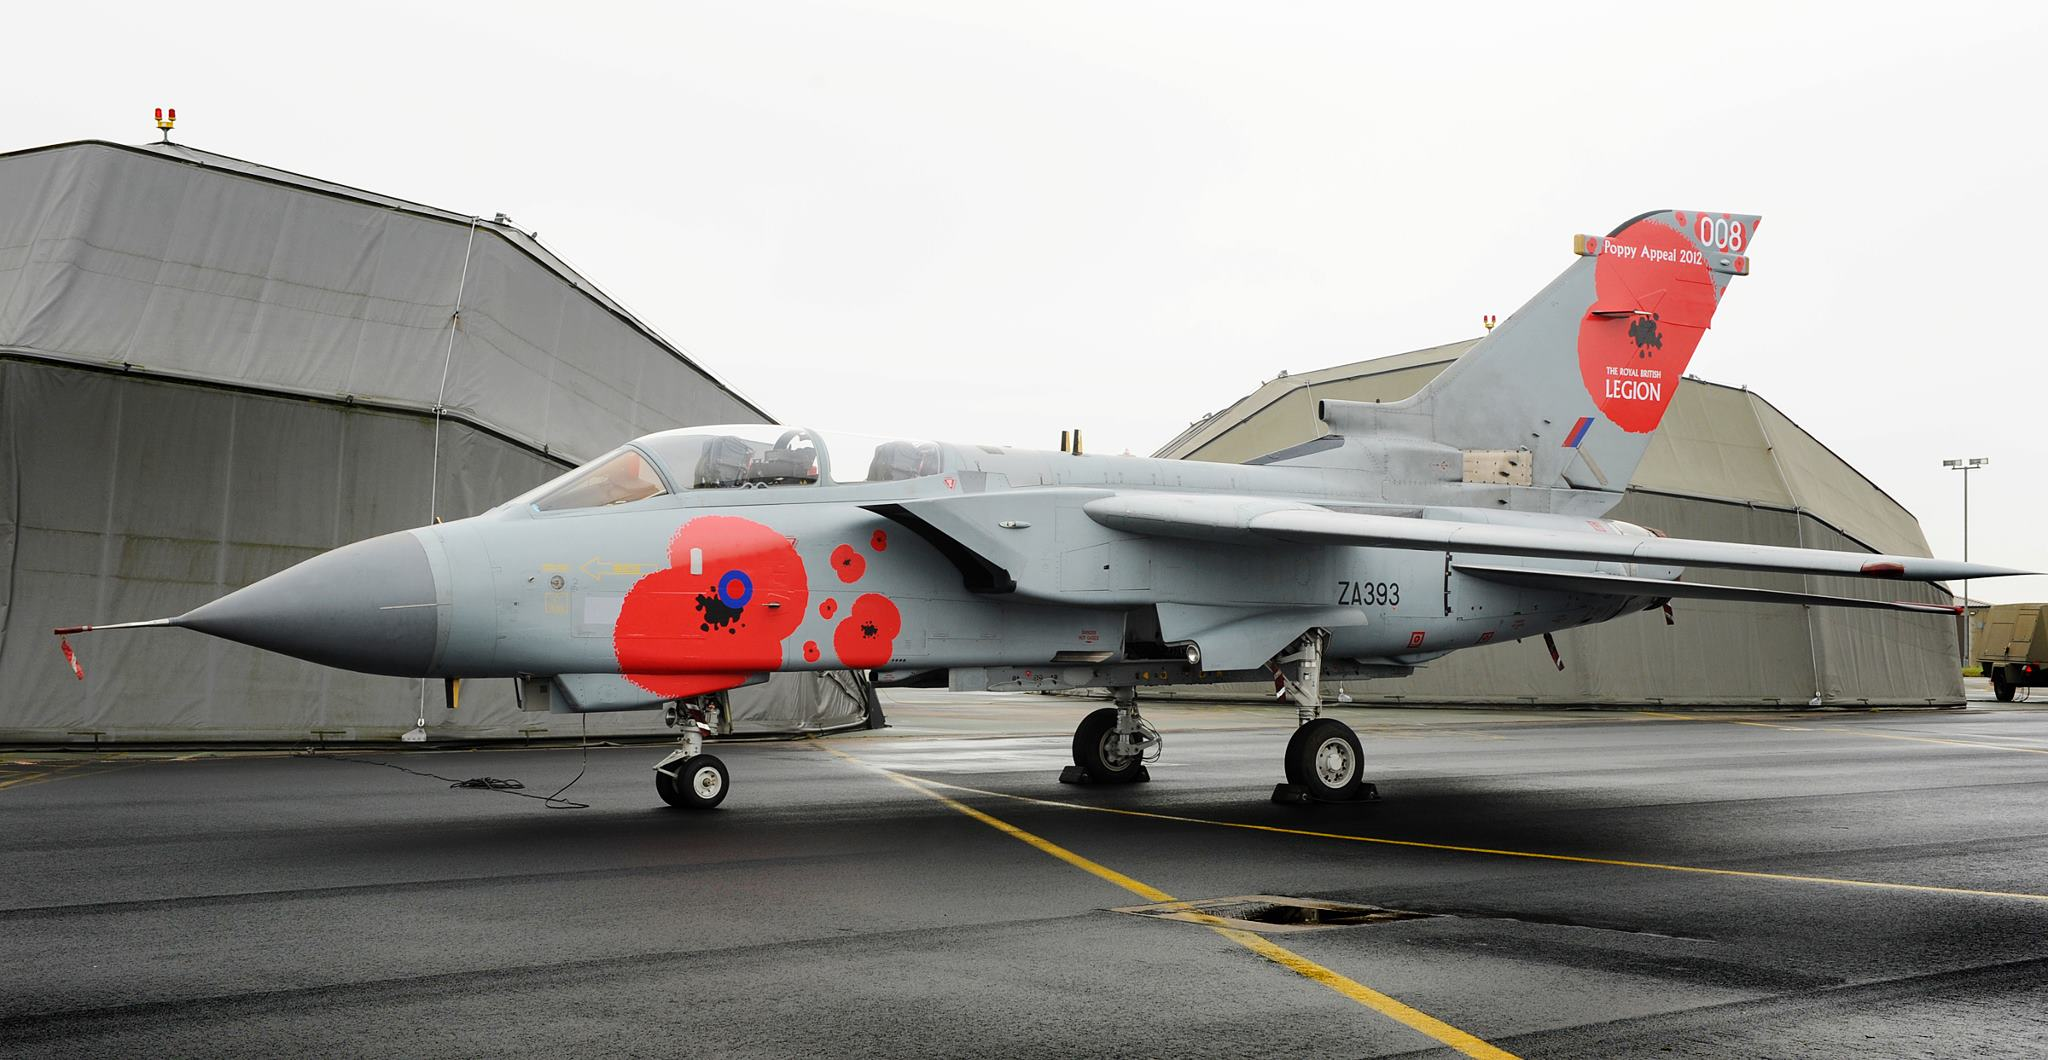 008
Poppy Appeal 2012
THE ROYAL BRITISH
LEGION
ZA393